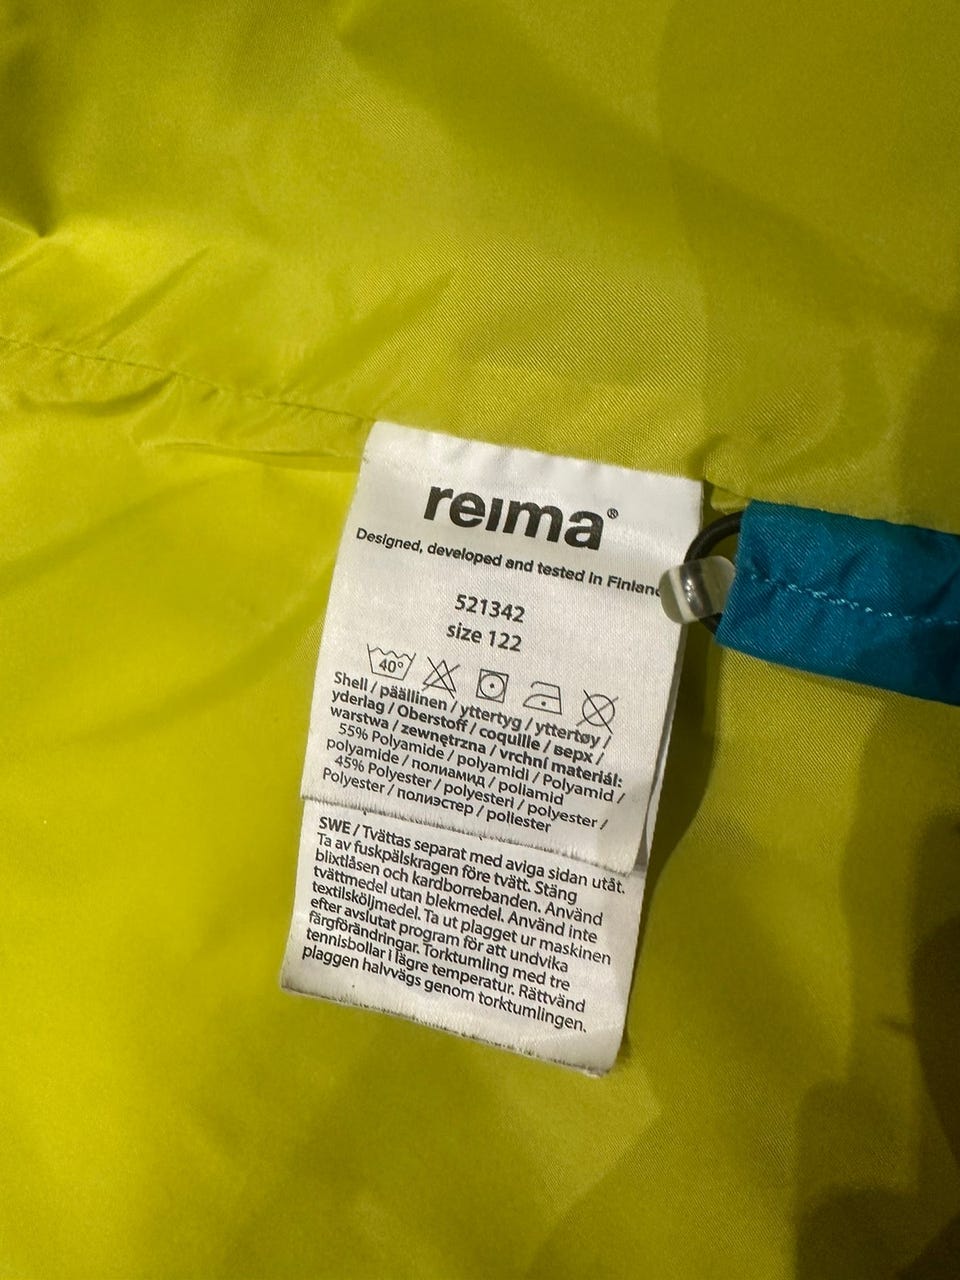 reima®
Designed, developed and tested in Finland
521342
size 122
40°
Shell / päällinen / yttertyg / yttertøy /
yderlag / Oberstoff / coquille / верх /
warstwa / zewnętrzna / vrchní materiál:
55% Polyamide / polyamidi / Polyamid /
polyamide / полиамид / poliamid
45% Polyester / polyesteri / polyester /
Polyester / полиэстер / poliester
SWE / Tvättas separat med aviga sidan utåt.
Ta av fuskpälskragen före tvätt. Stäng
blixtlåsen och kardborrebanden. Använd
tvättmedel utan blekmedel. Använd inte
textilsköljmedel. Ta ut plagget ur maskinen
efter avslutat program för att undvika
färgförändringar. Torktumling med tre
tennisbollar i lägre temperatur. Rättvänd
plaggen halvvägs genom torktumlingen.